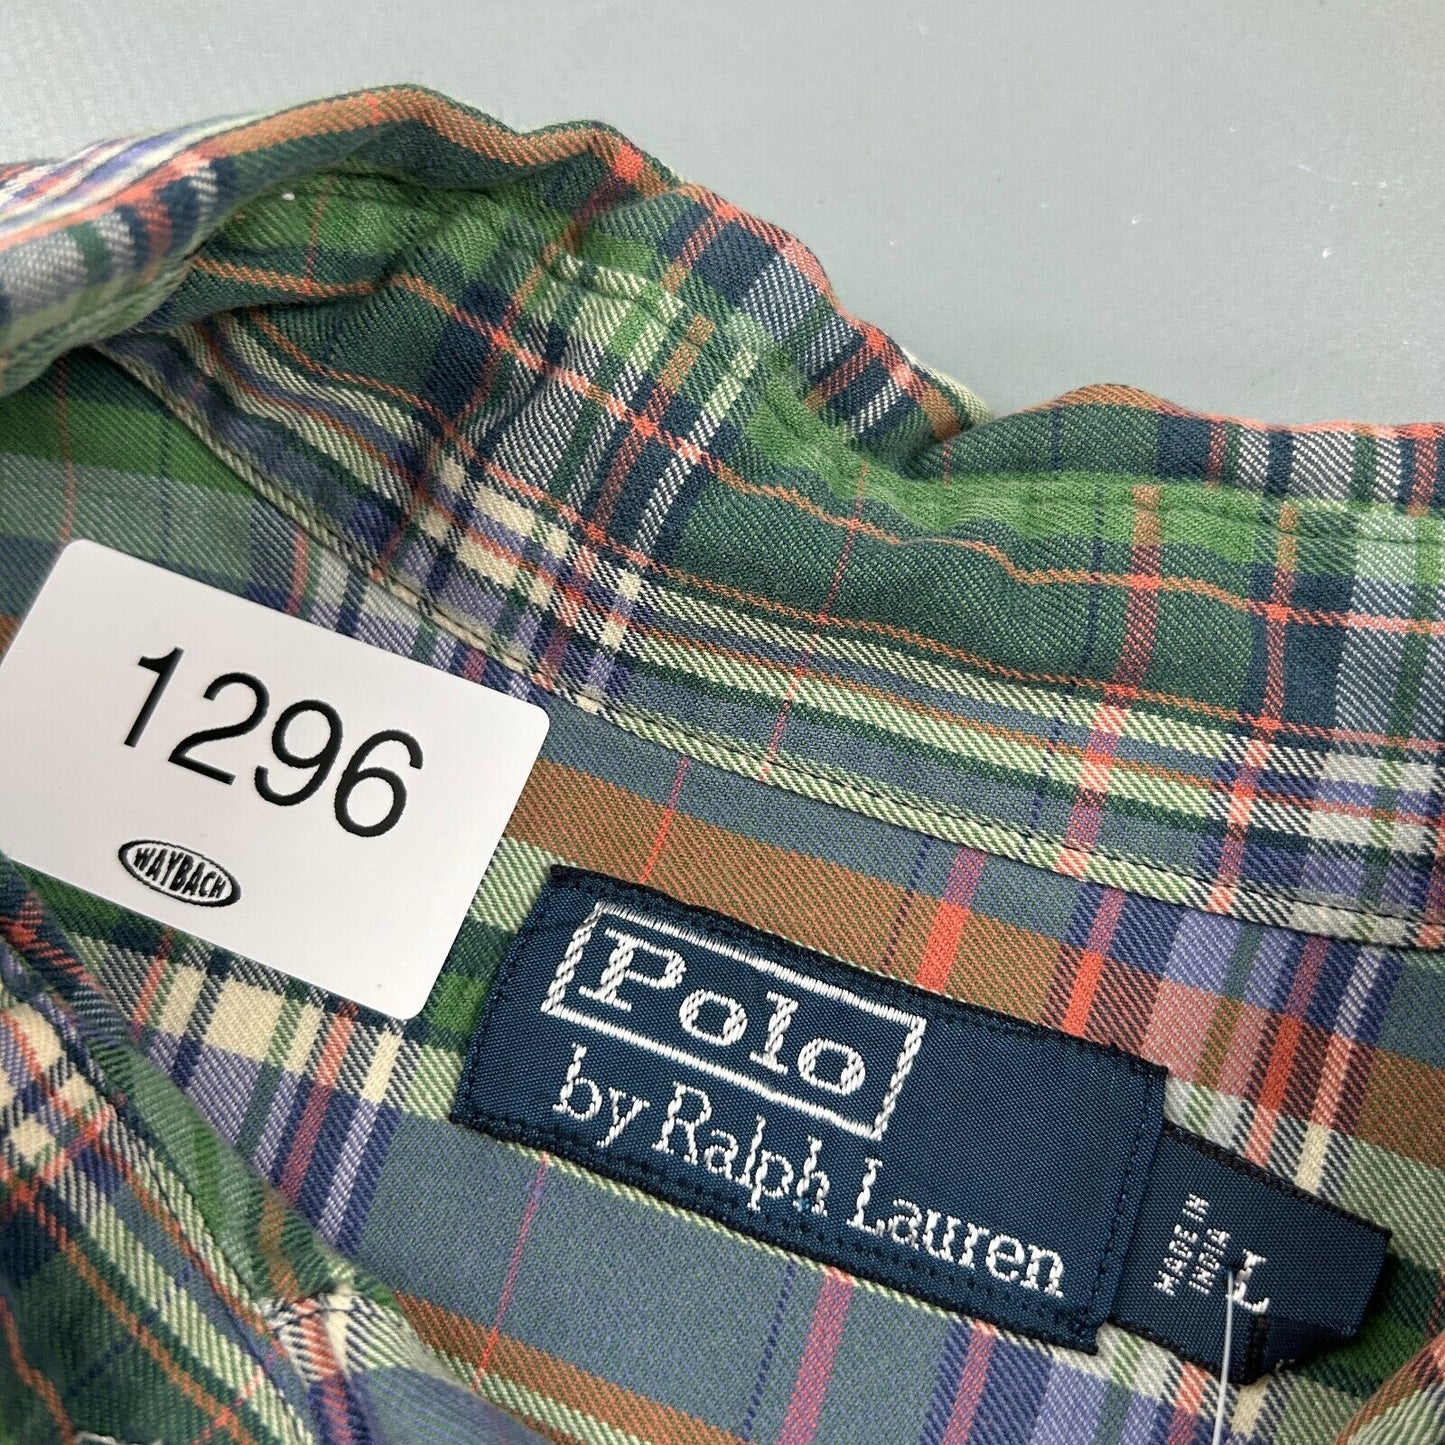 1296
WAYBACH
Polo
by Ralph Lauren
MADE IN
INDIA
L